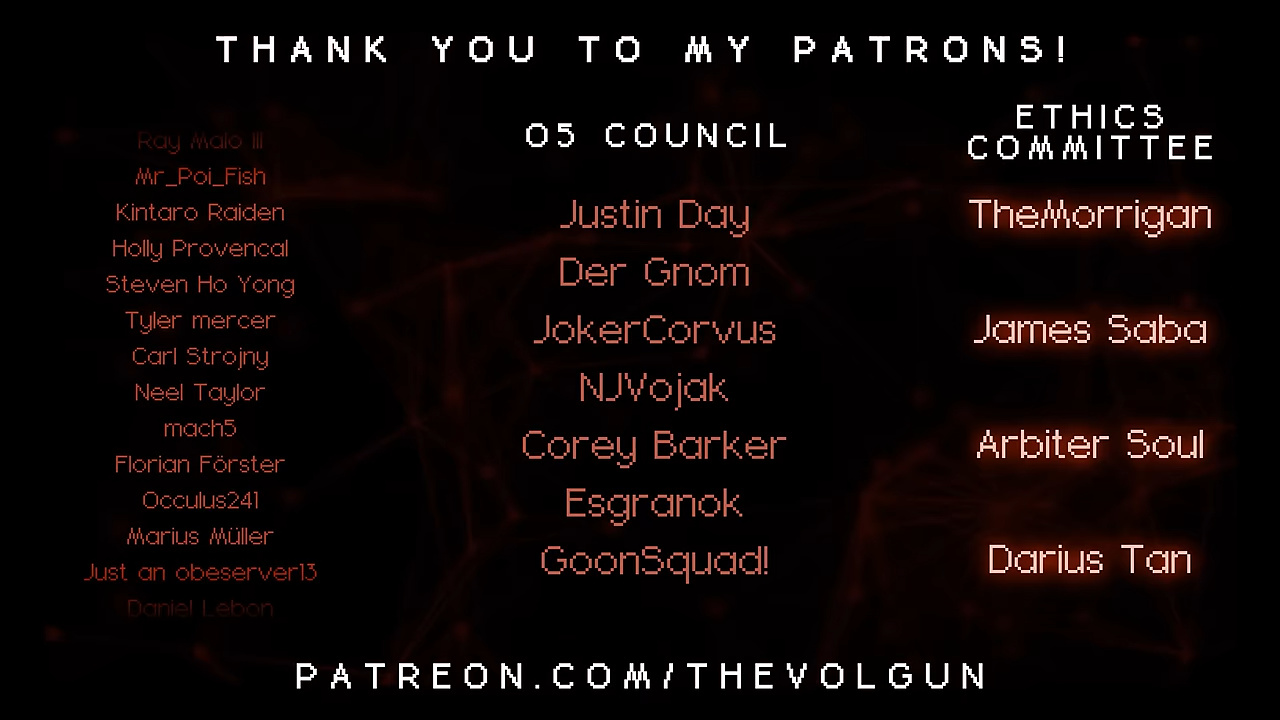 THANK YOU TO MY PATRONS!
Ray Malo III
Mr_Poi_Fish
Kintaro Raiden
Holly Provencal
Steven Ho Yong
Tyler mercer
Carl Strojny
Neel Taylor
mach5
Florian Förster
Occulus241
Marius Müller
Just an obeserver13
Daniel Lebon
O5 COUNCIL
Justin Day
Der Gnom
JokerCorvus
NJVojak
Corey Barker
Esgranok
GoonSquad!
ETHICS
COMMITTEE
TheMorrigan
James Saba
Arbiter Soul
Darius Tan
PATREON.COM/THEVOLGUN